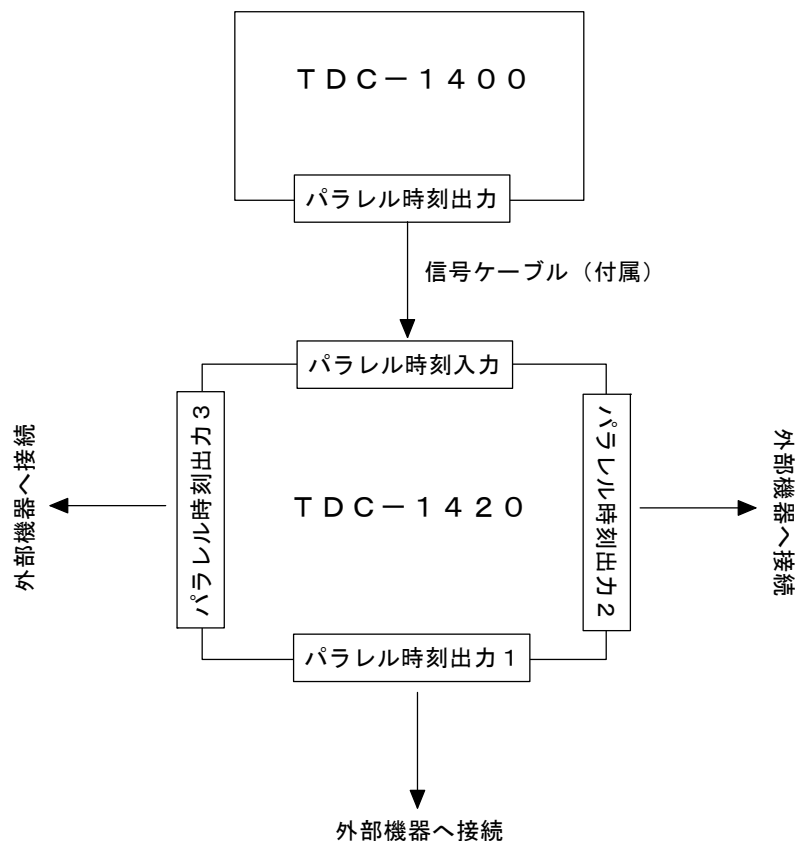 ＴＤＣ－１４００
パラレル時刻出力
信号ケーブル（付属）
パラレル時刻入力
パラレル時刻出力３
パラレル時刻出力２
外部機器へ接続
外部機器へ接続
ＴＤＣ－１４２０
パラレル時刻出力１
外部機器へ接続